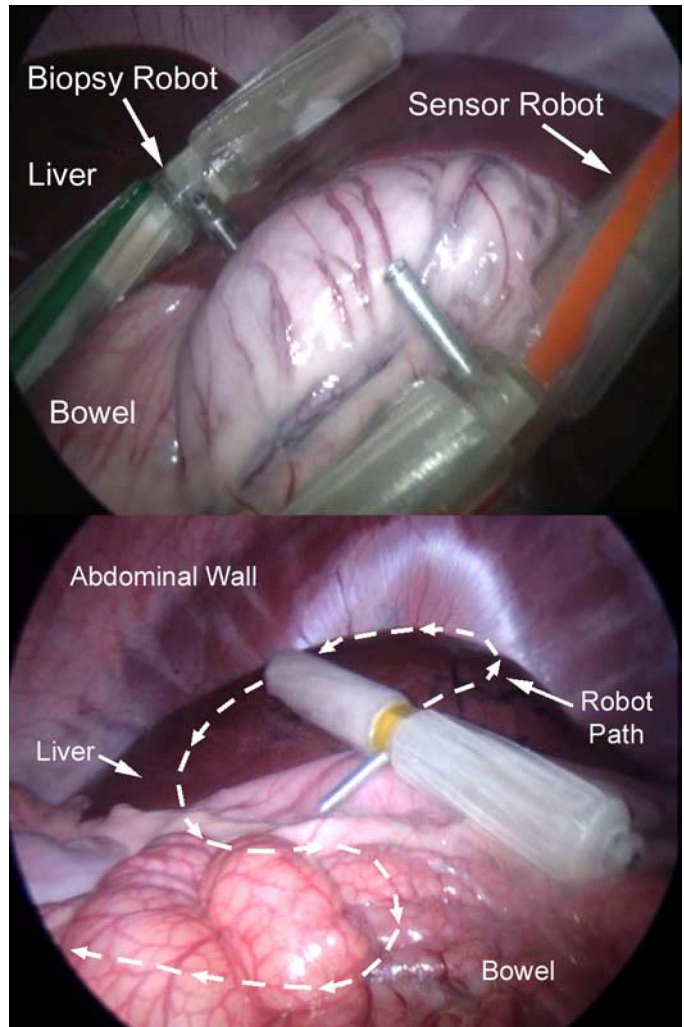 Biopsy Robot
Sensor Robot
Liver
Bowel
Abdominal Wall
Robot
Path
Liver
Bowel